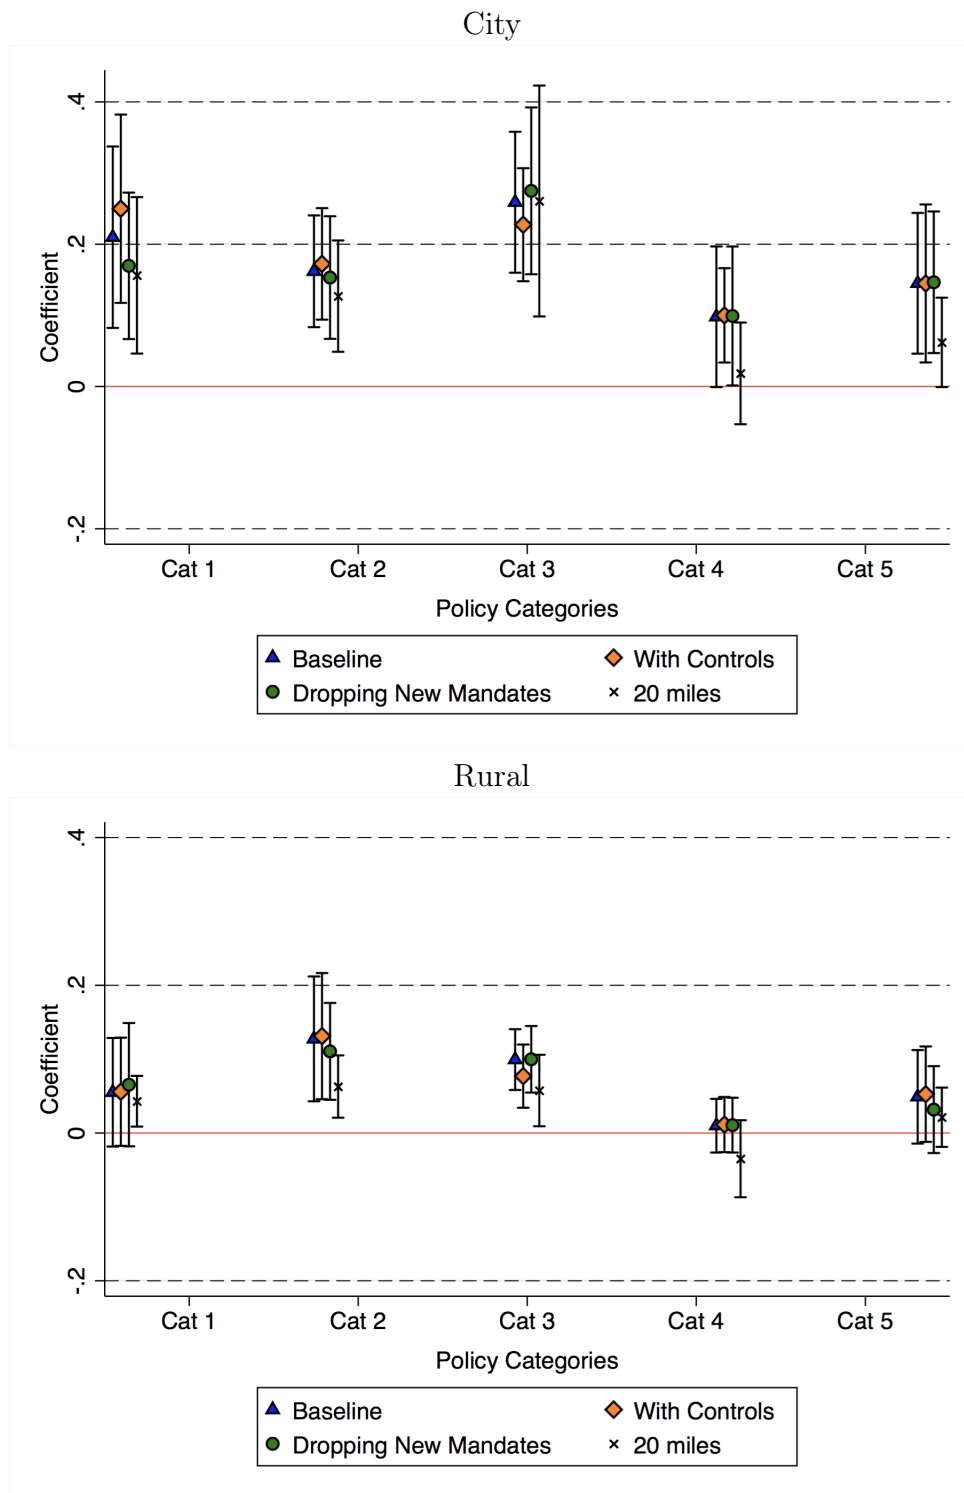 City
.4
.2
0
-.2
Coefficient
Cat 1 Cat 2 Cat 3 Cat 4 Cat 5
Policy Categories
Baseline With Controls
Dropping New Mandates 20 miles
Rural
.4
.2
0
-.2
Coefficient
Cat 1 Cat 2 Cat 3 Cat 4 Cat 5
Policy Categories
Baseline With Controls
Dropping New Mandates 20 miles